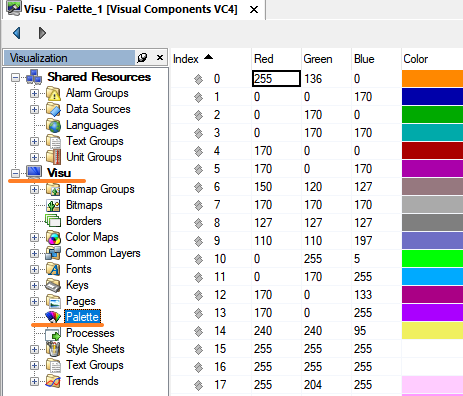 Visu - Palette_1 [Visual Components VC4] x
Visualization
Shared Resources
Alarm Groups
Data Sources
Languages
Text Groups
Unit Groups
Visu
Bitmap Groups
Bitmaps
Borders
Color Maps
Common Layers
Fonts
Keys
Pages
Palette
Processes
Style Sheets
Text Groups
Trends
Index Red Green Blue Color
0 255 136 0
1 0 0 170
2 0 170 0
3 0 170 170
4 170 0 0
5 170 0 170
6 150 120 127
7 170 170 170
8 127 127 127
9 110 110 197
10 0 255 5
11 0 170 255
12 170 0 133
13 170 0 255
14 240 240 95
15 255 255 255
16 255 255 255
17 255 204 255